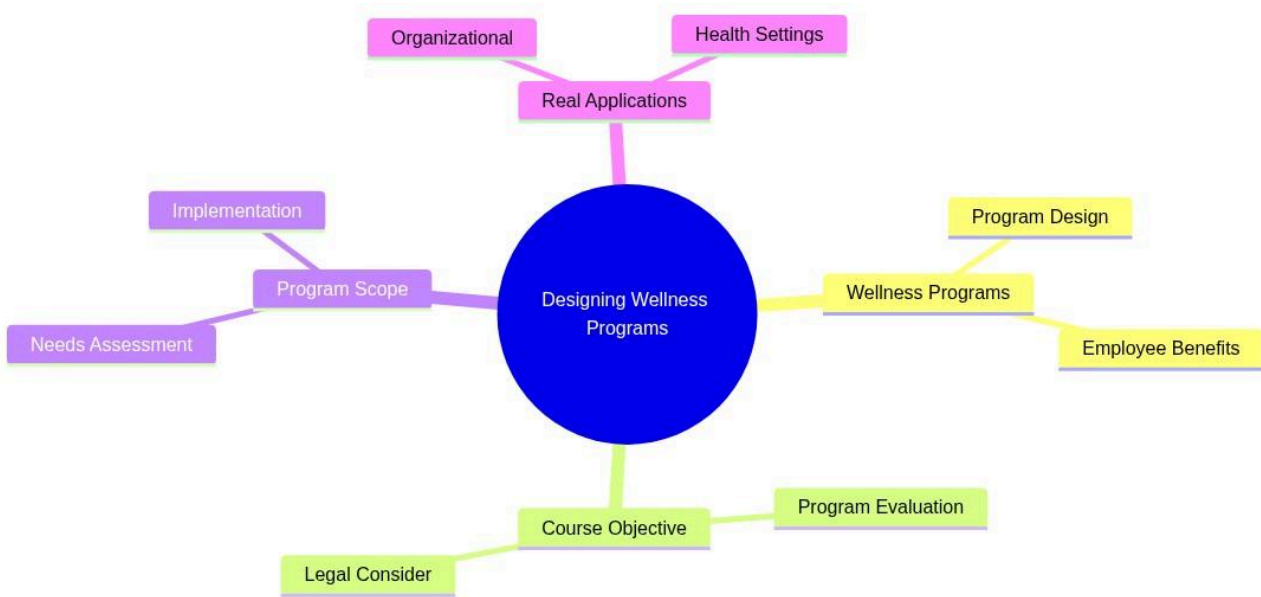 Organizational
Health Settings
Real Applications
Implementation
Program Design
Program Scope
Wellness Programs
Designing Wellness
Programs
Needs Assessment
Employee Benefits
Course Objective
Program Evaluation
Legal Consider